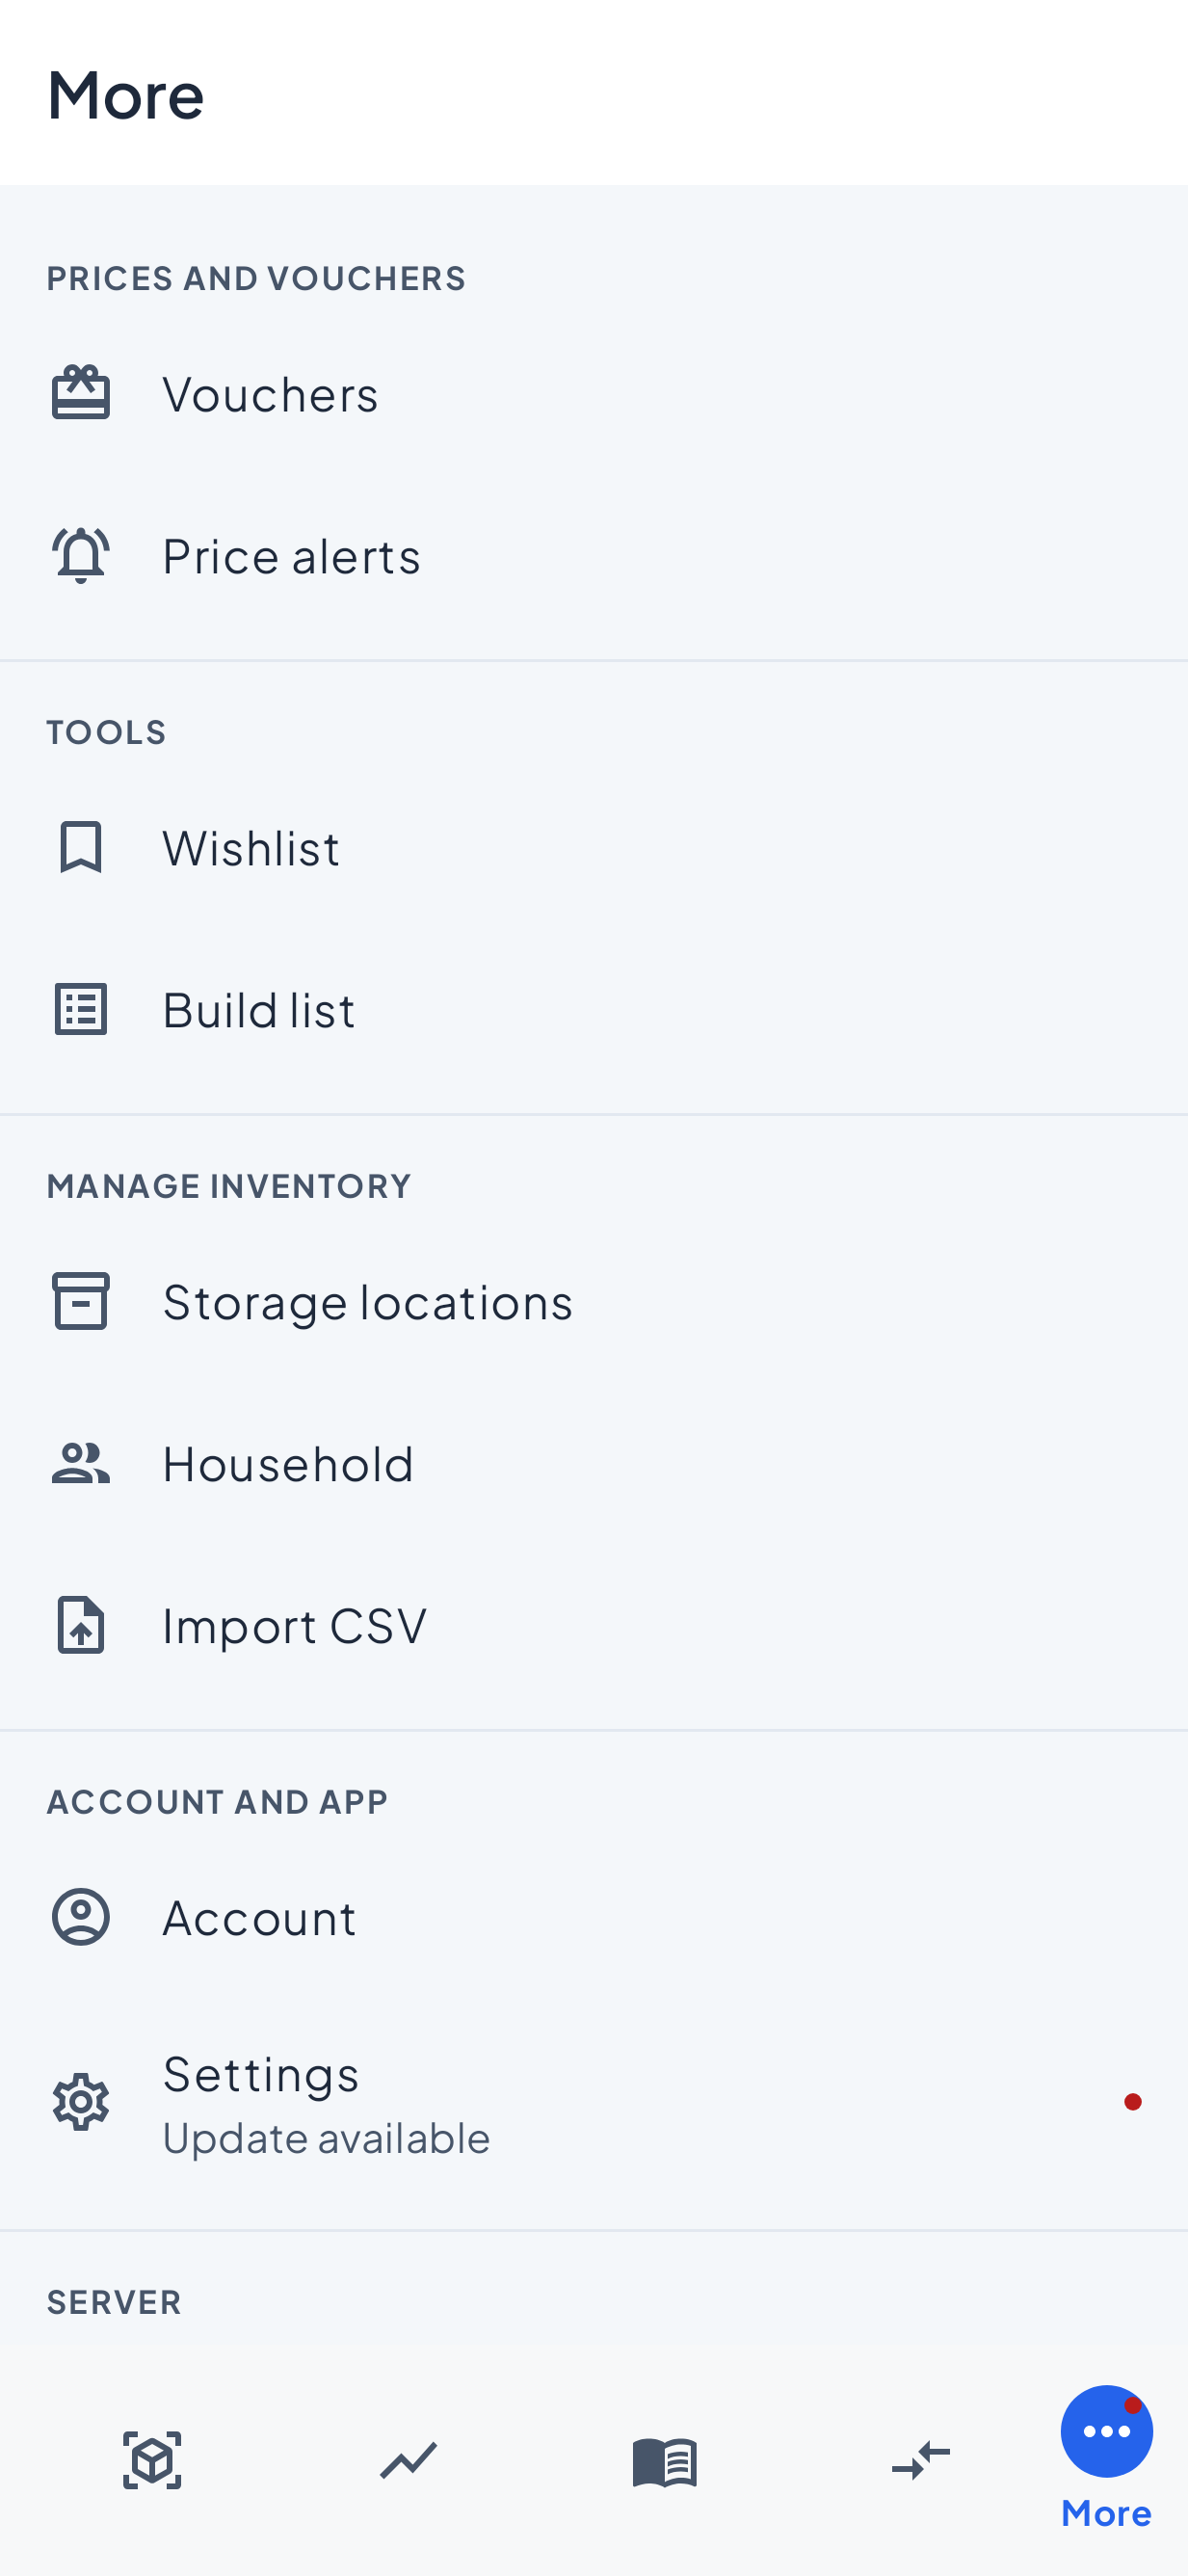 More
PRICES AND VOUCHERS
Vouchers
Price alerts
TOOLS
Wishlist
Build list
MANAGE INVENTORY
Storage locations
Household
Import CSV
ACCOUNT AND APP
Account
Settings
Update available
SERVER
More